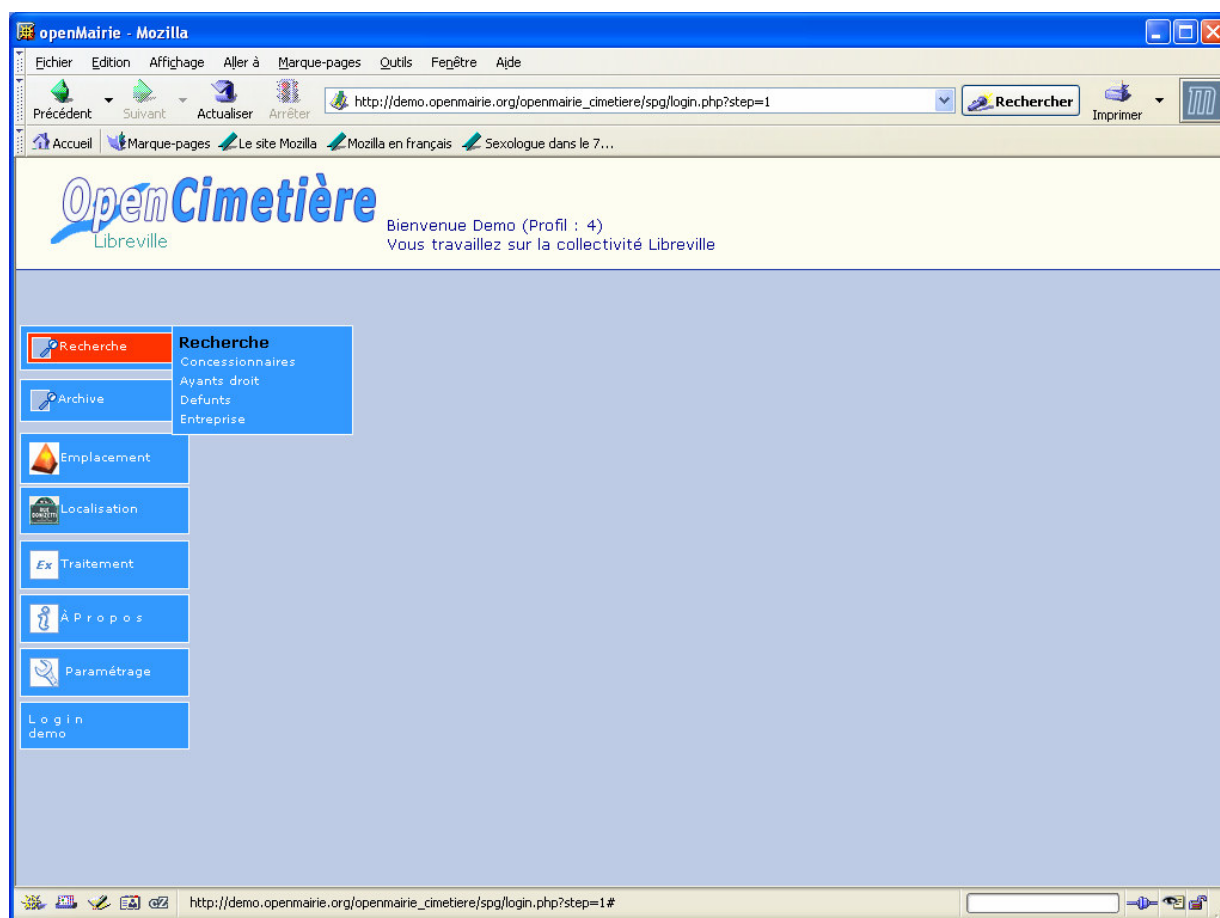 openMairie - Mozilla
Fichier Edition Affichage Aller à Marque-pages Outils Fenêtre Aide
Précédent Suivant Actualiser Arrêter http://demo.openmairie.org/openmairie_cimetiere/spg/login.php?step=1 Rechercher Imprimer
Accueil Marque-pages Le site Mozilla Mozilla en français Sexologue dans le 7...
OpenCimetière
Libreville
Bienvenue Demo (Profil : 4)
Vous travaillez sur la collectivité Libreville
Recherche
Recherche
Concessionnaires
Ayants droit
Defunts
Entreprise
Archive
Emplacement
RUE
DONIZETTI
Localisation
Ex Traitement
À Propos
Paramétrage
Login
demo
http://demo.openmairie.org/openmairie_cimetiere/spg/login.php?step=1#